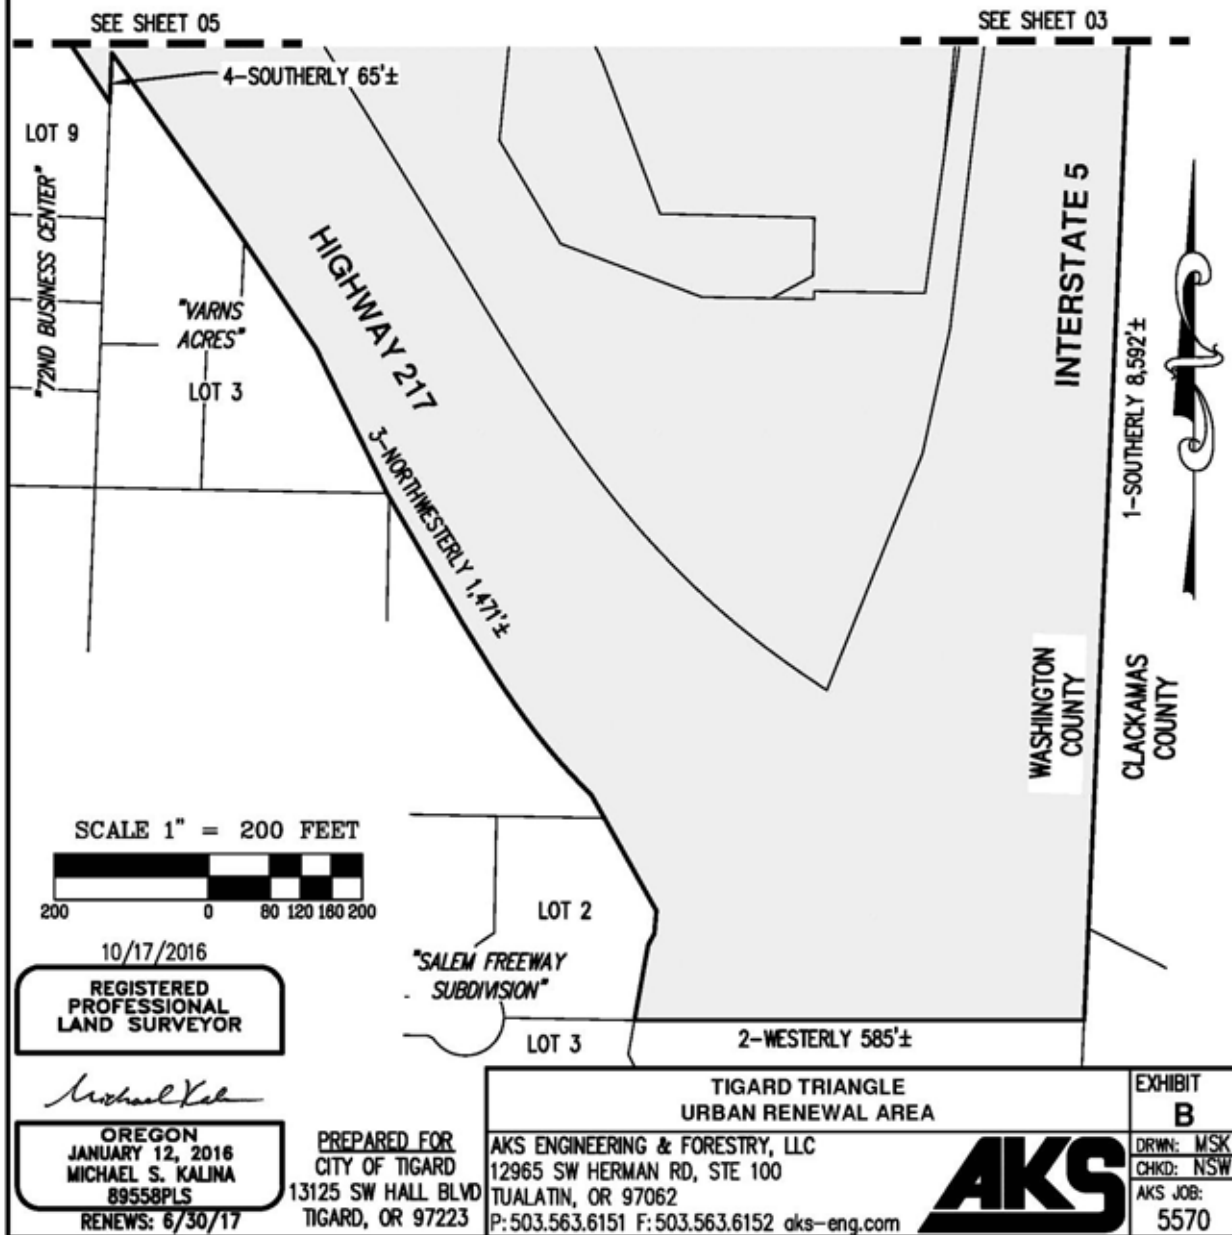 SEE SHEET 05
SEE SHEET 03
4-SOUTHERLY 65'±
LOT 9
"72ND BUSINESS CENTER"
"VARNS
ACRES"
LOT 3
HIGHWAY 217
3-NORTHWESTERLY 1,471'±
INTERSTATE 5
1-SOUTHERLY 8,592'±
WASHINGTON
COUNTY
CLACKAMAS
COUNTY
SCALE 1" = 200 FEET
200 0 80 120 160 200
LOT 2
"SALEM FREEWAY
SUBDIVISION"
LOT 3
2-WESTERLY 585'±
10/17/2016
REGISTERED
PROFESSIONAL
LAND SURVEYOR
Michael Kalina
OREGON
JANUARY 12, 2016
MICHAEL S. KALINA
89558PLS
RENEWS: 6/30/17
PREPARED FOR
CITY OF TIGARD
13125 SW HALL BLVD
TIGARD, OR 97223
TIGARD TRIANGLE
URBAN RENEWAL AREA
AKS ENGINEERING & FORESTRY, LLC
12965 SW HERMAN RD, STE 100
TUALATIN, OR 97062
P: 503.563.6151 F: 503.563.6152 aks-eng.com
AKS
EXHIBIT
B
DRWN: MSK
CHKD: NSW
AKS JOB:
5570